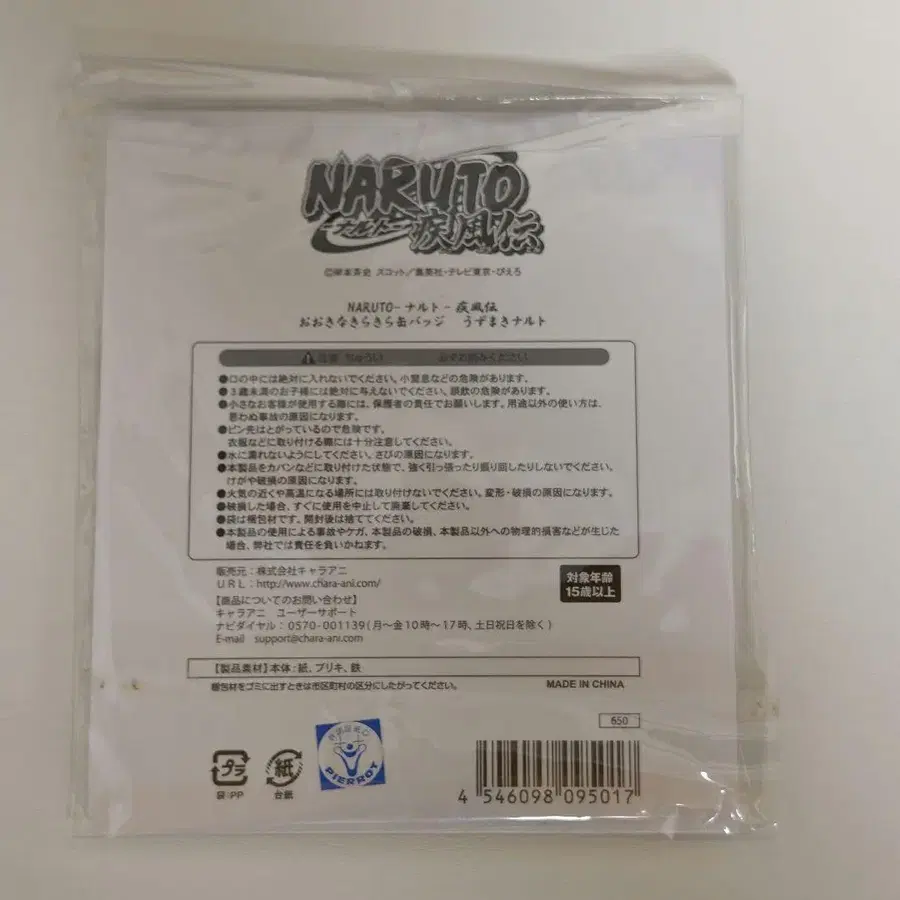 NARUTO
-ナルト-
疾風伝
©岸本斉史 スコット／集英社・テレビ東京・ぴえろ
NARUTO-ナルト- 疾風伝
おおきなきらきら缶バッジ うずまきナルト
注意 ちゅうい 必ずお読みください
●口の中には絶対に入れないでください。小窒息などの危険があります。
●3歳未満のお子様には絶対に与えないでください。誤飲の危険があります。
●小さなお客様が使用する際には、保護者の責任でお願いします。用途以外の使い方は、
思わぬ事故の原因になります。
●ピン先はとがっているので危険です。
衣服などに取り付ける際には十分注意してください。
●水に濡れないようにしてください。さびの原因になります。
●本製品をカバンなどに取り付けた状態で、強く引っ張ったり振り回したりしないでください。
けがや破損の原因になります。
●火気の近くや高温になる場所には取り付けないでください。変形・破損の原因になります。
●破損した場合、すぐに使用を中止して廃棄してください。
●袋は梱包材です。開封後は捨ててください。
●本製品の使用による事故やケガ、本製品の破損、本製品以外への物理的損害などが生じた
場合、弊社では責任を負いかねます。
販売元：株式会社キャラアニ
URL：http://www.chara-ani.com/
【商品についてのお問い合わせ】
キャラアニ ユーザーサポート
ナビダイヤル：0570-001139(月～金10時～17時、土日祝日を除く)
E-mail support@chara-ani.com
対象年齢
15歳以上
【製品素材】本体：紙、ブリキ、鉄
梱包材をゴミに出すときは市区町村の区分にしたがってください。
MADE IN CHINA
650
プラ
袋：PP
紙
台紙
PIERROT
4 546098 095017